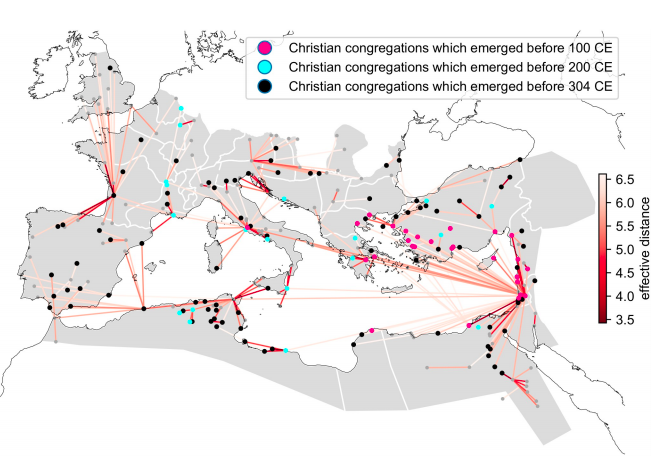 Christian congregations which emerged before 100 CE
Christian congregations which emerged before 200 CE
Christian congregations which emerged before 304 CE
6.5
6.0
5.5
5.0
4.5
4.0
3.5
effective distance